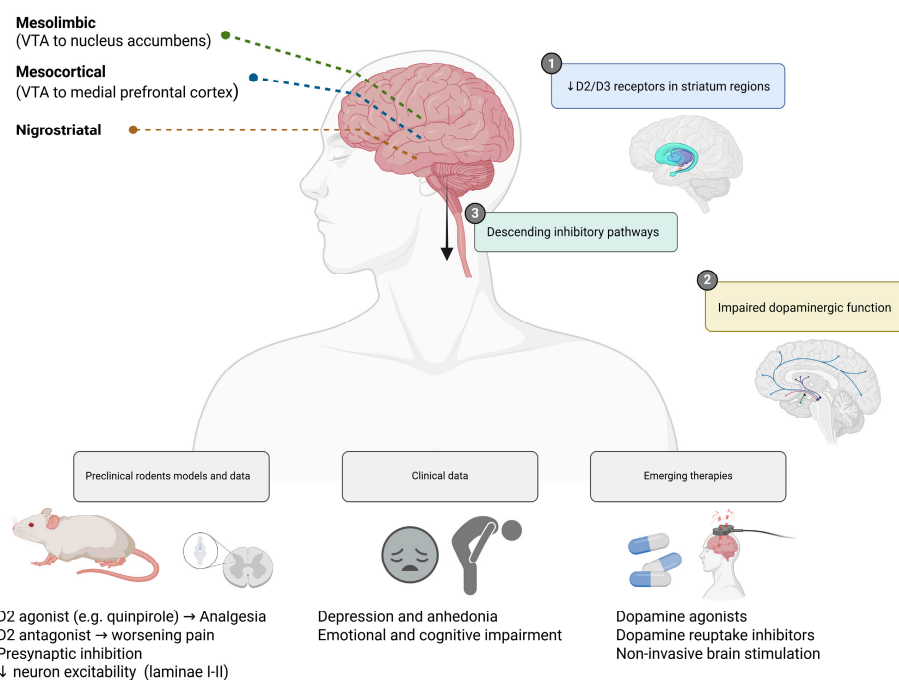 Mesolimbic
(VTA to nucleus accumbens)
Mesocortical
(VTA to medial prefrontal cortex)
Nigrostriatal
1
↓D2/D3 receptors in striatum regions
3
Descending inhibitory pathways
2
Impaired dopaminergic function
Preclinical rodents models and data
Clinical data
Emerging therapies
D2 agonist (e.g. quinpirole) → Analgesia
D2 antagonist → worsening pain
Presynaptic inhibition
↓ neuron excitability (laminae I-II)
Depression and anhedonia
Emotional and cognitive impairment
Dopamine agonists
Dopamine reuptake inhibitors
Non-invasive brain stimulation